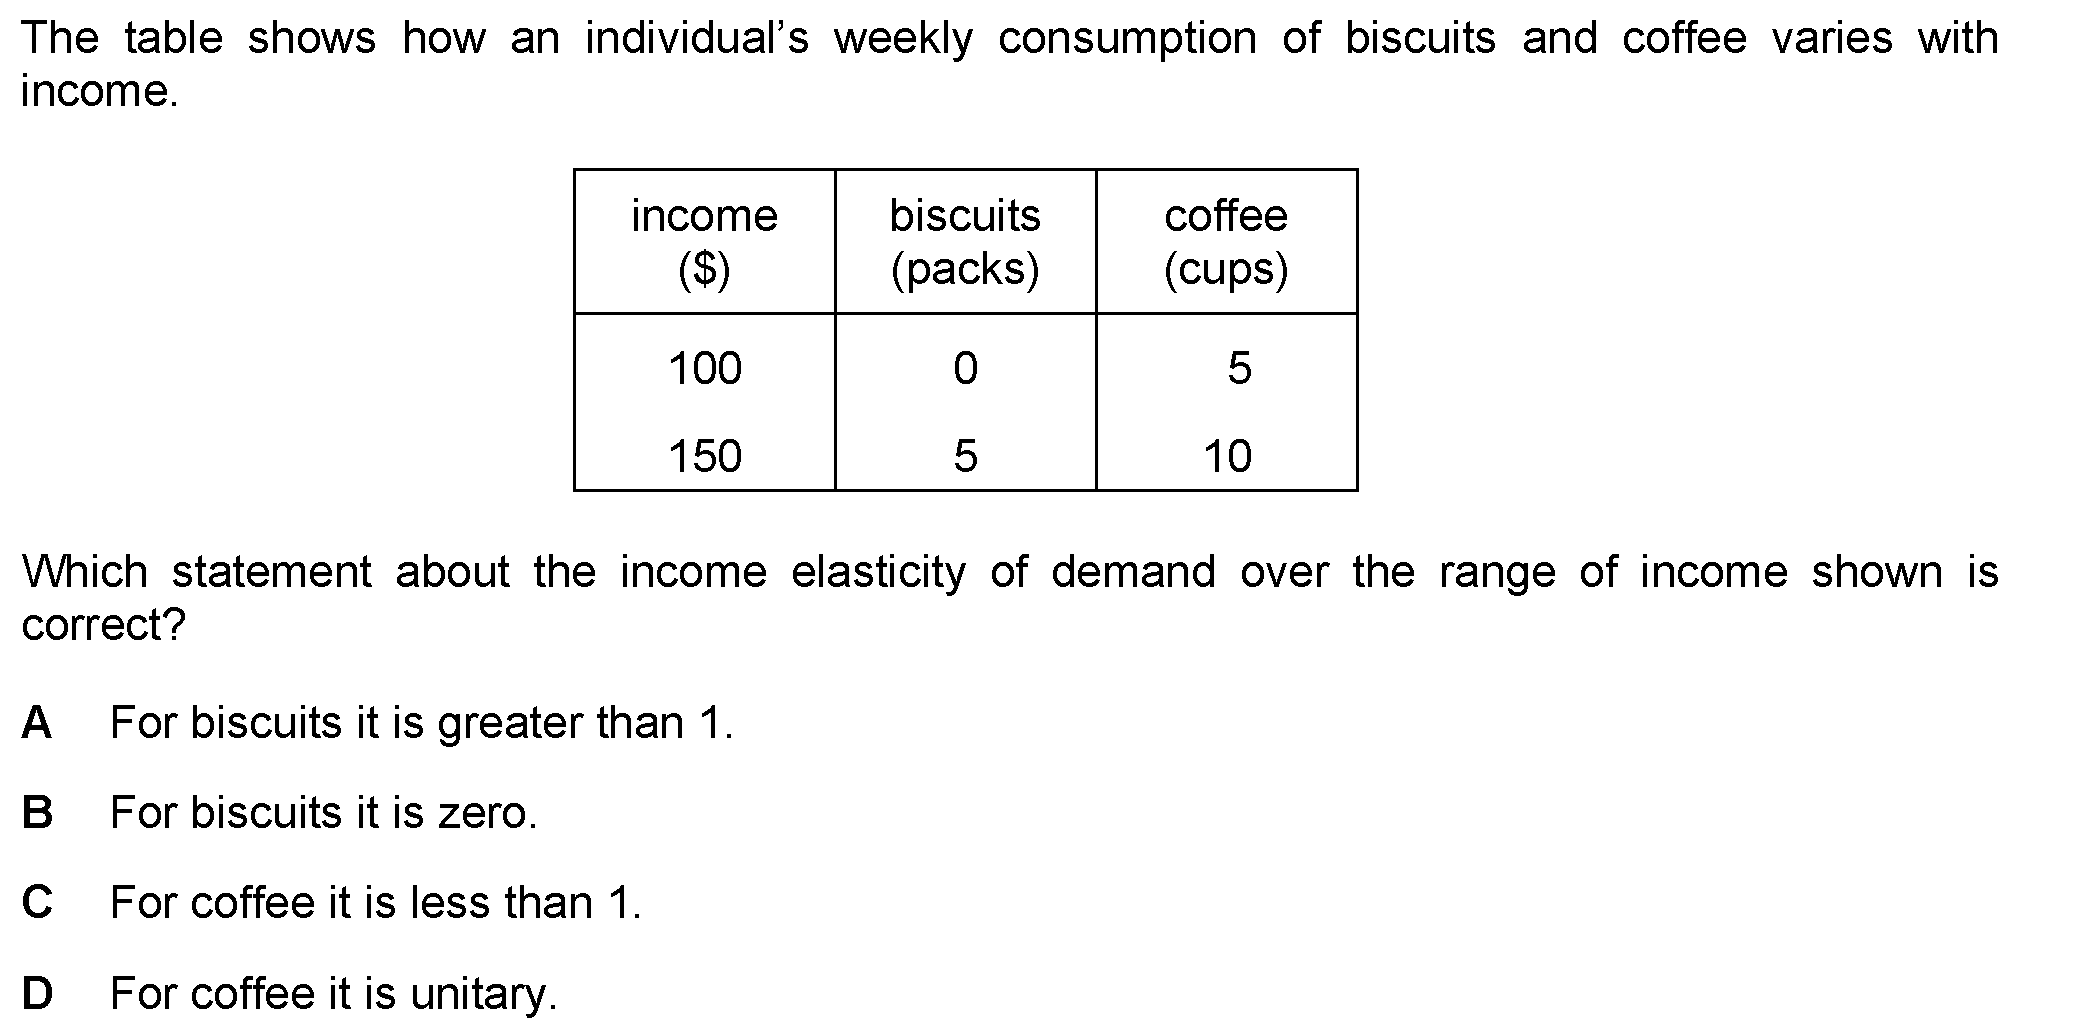 The table shows how an individual's weekly consumption of biscuits and coffee varies with
income.
income biscuits coffee
($) (packs) (cups)
100 0 5
150 5 10
Which statement about the income elasticity of demand over the range of income shown is
correct?
A For biscuits it is greater than 1.
B For biscuits it is zero.
C For coffee it is less than 1.
D For coffee it is unitary.